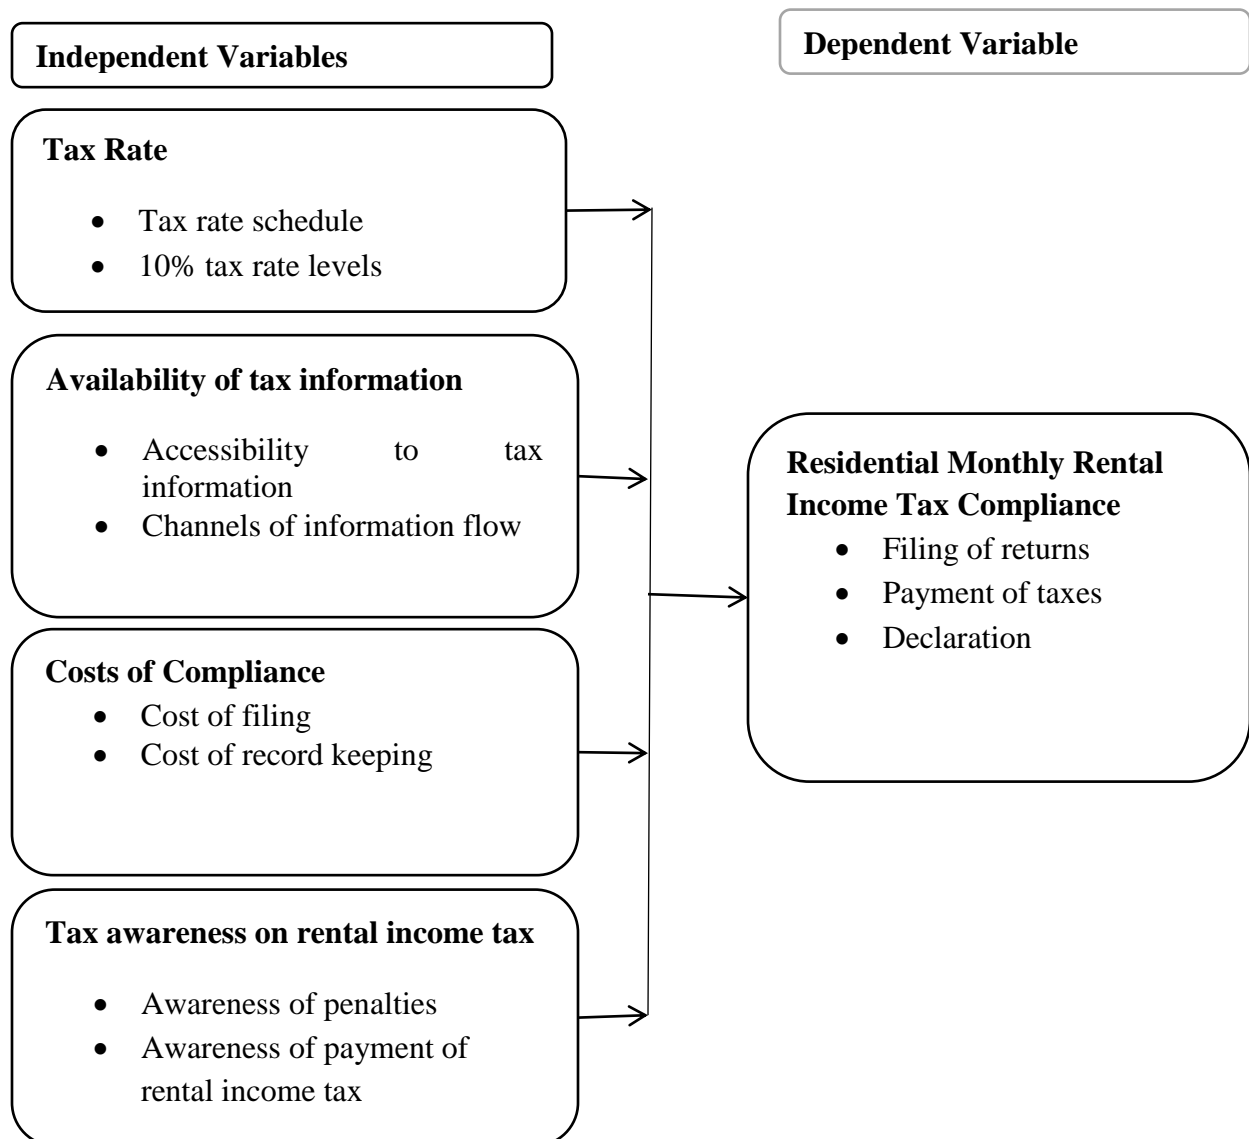 Independent Variables
Dependent Variable
Tax Rate
• Tax rate schedule
• 10% tax rate levels
Availability of tax information
• Accessibility to tax
information
• Channels of information flow
Costs of Compliance
• Cost of filing
• Cost of record keeping
Tax awareness on rental income tax
• Awareness of penalties
• Awareness of payment of
rental income tax
Residential Monthly Rental
Income Tax Compliance
• Filing of returns
• Payment of taxes
• Declaration